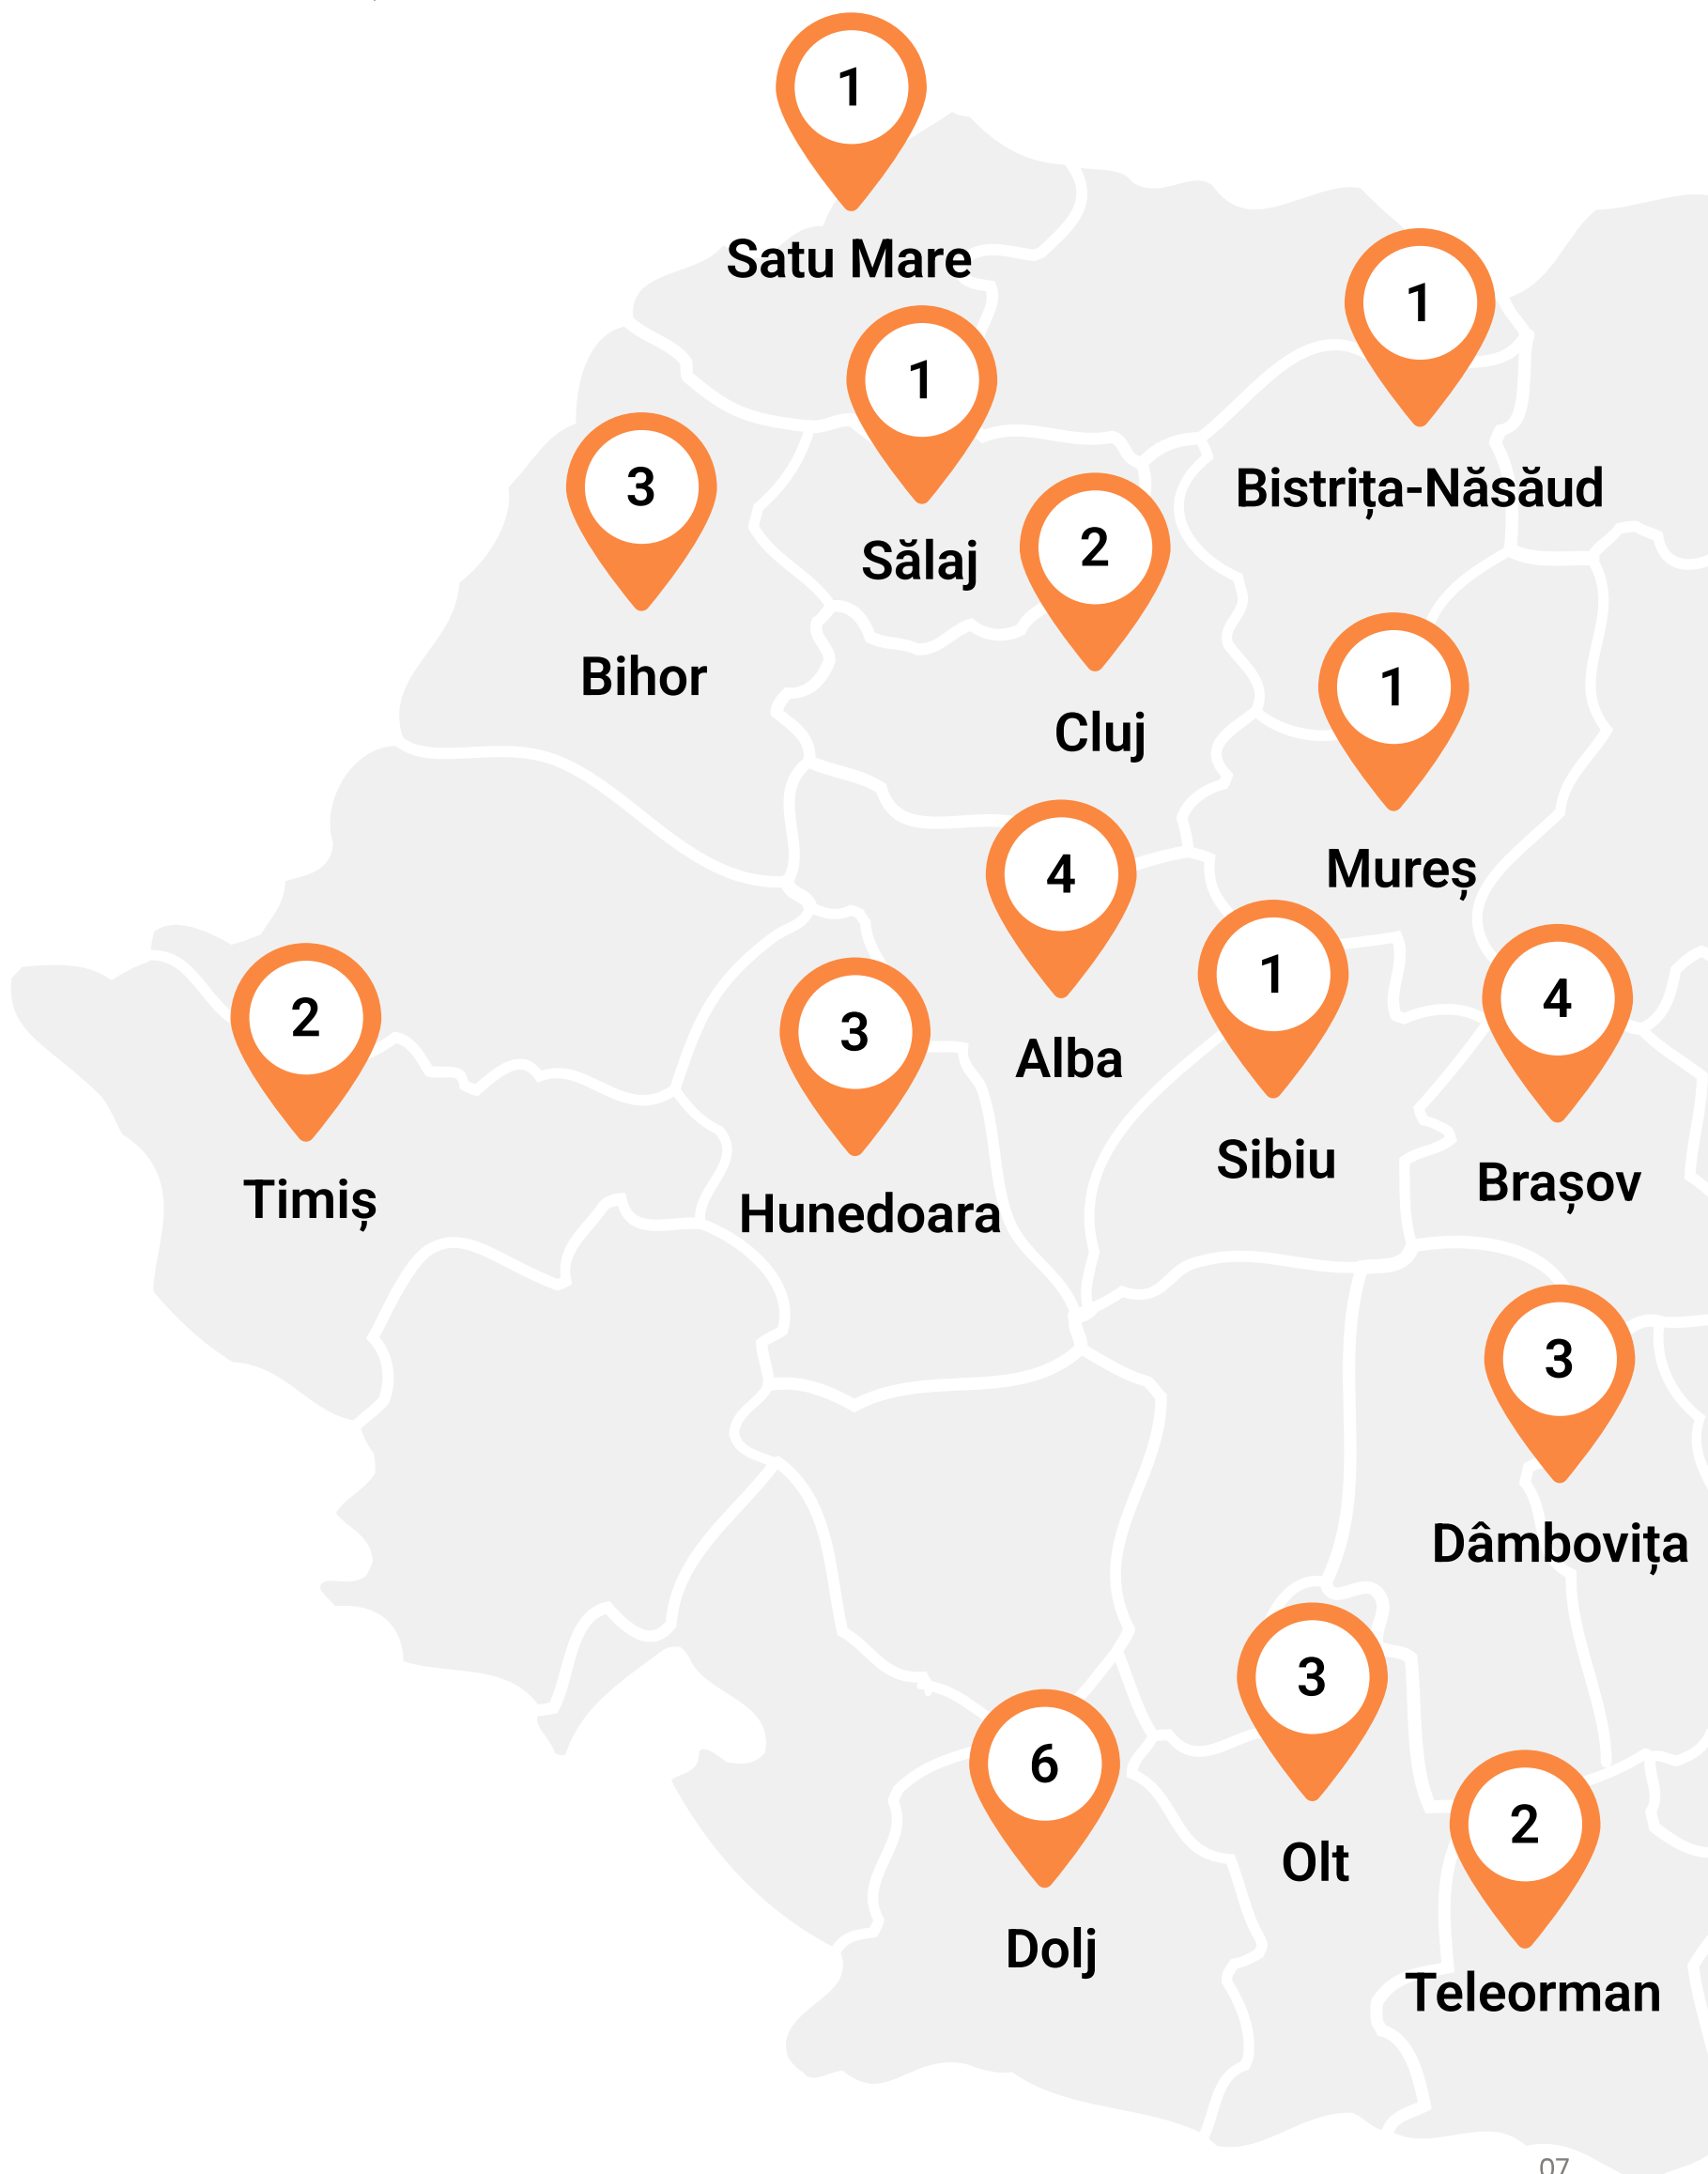 1
Satu Mare
1
Bistrița-Năsăud
1
Sălaj
3
Bihor
2
Cluj
1
Mureș
4
Alba
1
Sibiu
4
Brașov
2
Timiș
3
Hunedoara
3
Dâmbovița
3
Olt
6
Dolj
2
Teleorman
07